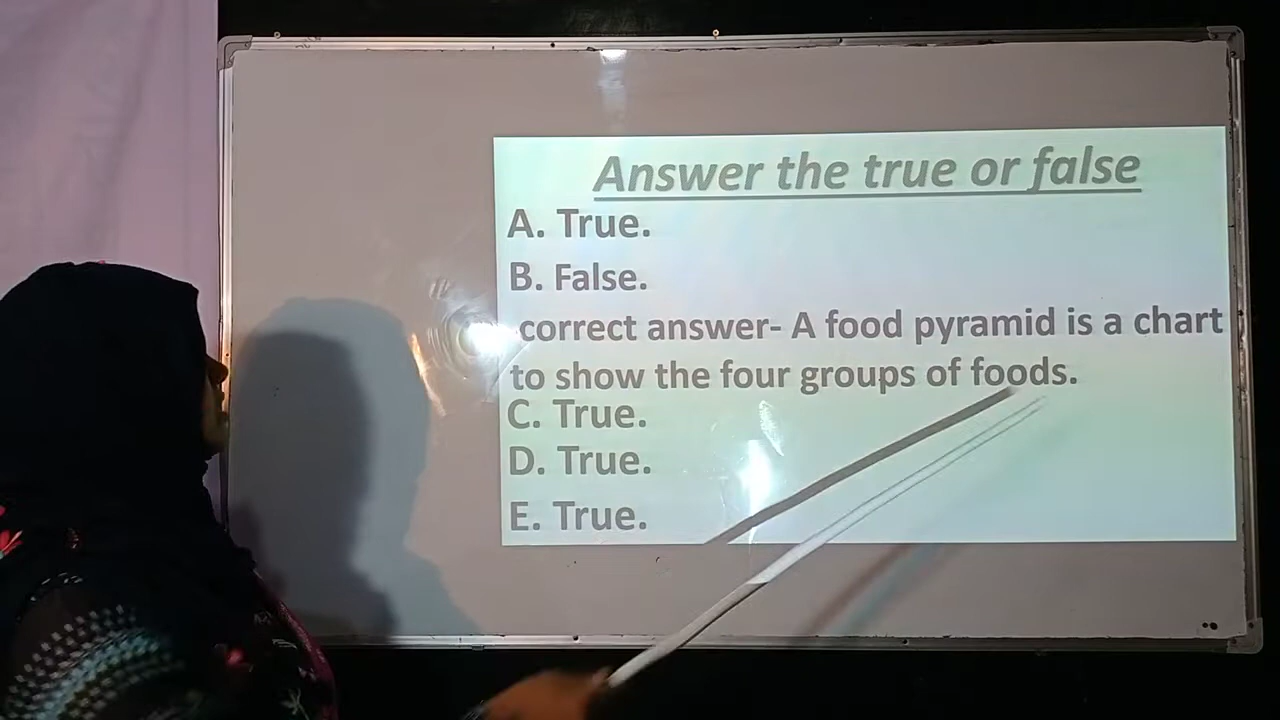 Answer the true or false
A. True.
B. False.
correct answer- A food pyramid is a chart
to show the four groups of foods.
C. True.
D. True.
E. True.